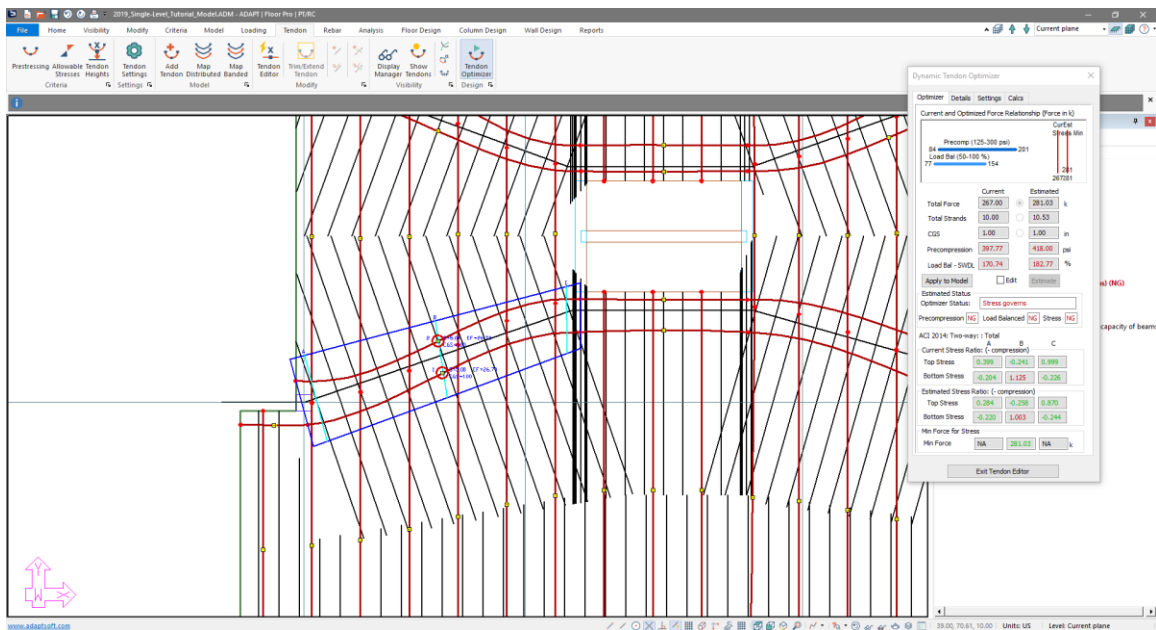 2019_Single-Level_Tutorial_Model.ADM - ADAPT | Floor Pro | PT/RC
File Home Visibility Modify Criteria Model Loading Tendon Rebar Analysis Floor Design Column Design Wall Design Reports Current plane
Prestressing Allowable Stresses Tendon Heights Tendon Settings Add Tendon Map Distributed Map Banded Tendon Editor Trim/Extend Tendon Display Manager Show Tendons Tendon Optimizer
Criteria Settings Model Modify Visibility Design
Dynamic Tendon Optimizer
Optimizer Details Settings Calcs
Current and Optimized Force Relationship (Force in k)
CurEst
Stress Min
Precomp (125-300 psi)
84 201
Load Bal (50-100 %)
77 154
281
267281
Current Estimated
Total Force 267.00 281.03 k
Total Strands 10.00 10.53
CGS 1.00 1.00 in
Precompression 397.77 418.00 psi
Load Bal - SWDL 170.74 182.77 %
Apply to Model Edit Estimate
Estimated Status
Optimizer Status: Stress governs
Precompression NG Load Balanced NG Stress NG
ACI 2014: Two-way: : Total
A B C
Current Stress Ratio: (- compression)
Top Stress 0.399 -0.241 0.999
Bottom Stress -0.204 1.125 -0.226
Estimated Stress Ratio: (- compression)
Top Stress 0.284 -0.258 0.870
Bottom Stress -0.220 1.003 -0.244
Min Force for Stress
Min Force NA 281.03 NA k
Exit Tendon Editor
s) (NG)
capacity of beams
A
B
C
CGS
CF=26.7
CGS=1.00
Y
W X
www.adaptsoft.com
39.00, 70.61, 10.00 Units: US Level: Current plane